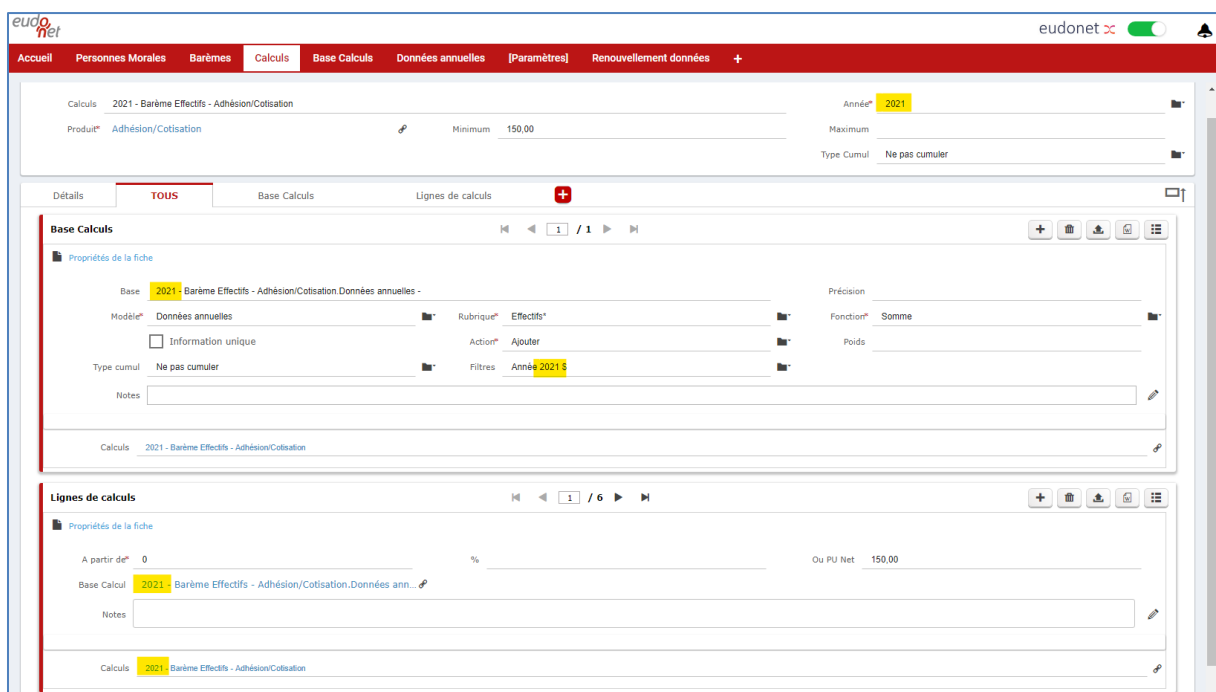 eudonet
eudonet
Accueil Personnes Morales Barèmes Calculs Base Calculs Données annuelles [Paramètres] Renouvellement données +
Calculs 2021 - Barème Effectifs - Adhésion/Cotisation Année* 2021
Produit* Adhésion/Cotisation Minimum 150,00 Maximum
Type Cumul Ne pas cumuler
Détails TOUS Base Calculs Lignes de calculs +
Base Calculs 1 / 1
Propriétés de la fiche
Base 2021 - Barème Effectifs - Adhésion/Cotisation.Données annuelles - Précision
Modèle* Données annuelles Rubrique* Effectifs* Fonction* Somme
Information unique Action* Ajouter Poids
Type cumul Ne pas cumuler Filtres Année 2021 $
Notes
Calculs 2021 - Barème Effectifs - Adhésion/Cotisation
Lignes de calculs 1 / 6
Propriétés de la fiche
A partir de* 0 % Ou PU Net 150,00
Base Calcul 2021 - Barème Effectifs - Adhésion/Cotisation.Données ann...
Notes
Calculs 2021 - Barème Effectifs - Adhésion/Cotisation